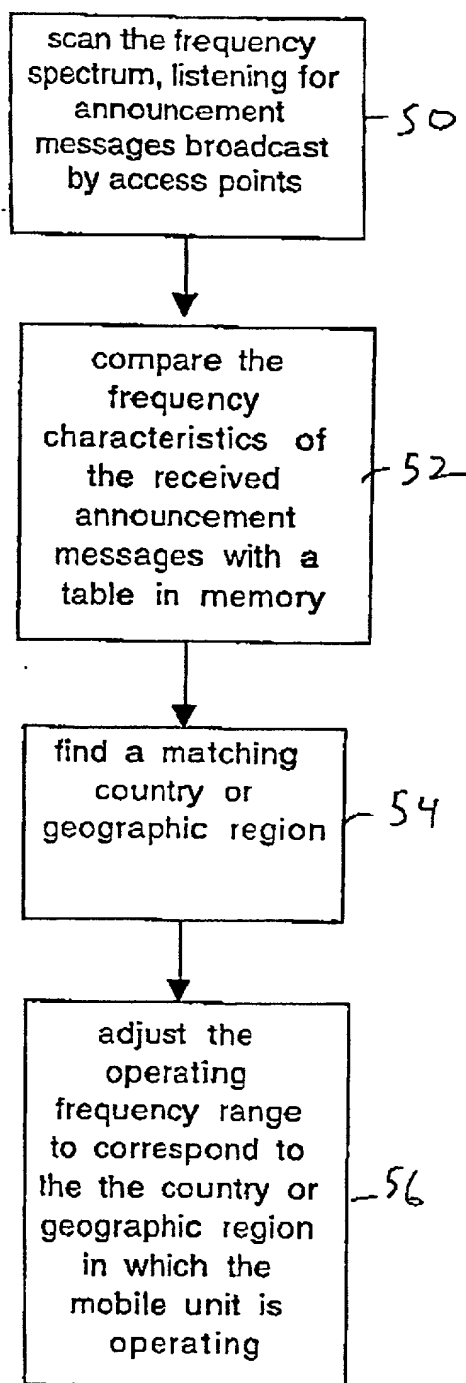 scan the frequency
spectrum, listening for
announcement
messages broadcast
by access points
50
compare the
frequency
characteristics of
the received
announcement
messages with a
table in memory
52
find a matching
country or
geographic region
54
adjust the
operating
frequency range
to correspond to
the the country or
geographic region
in which the
mobile unit is
operating
56